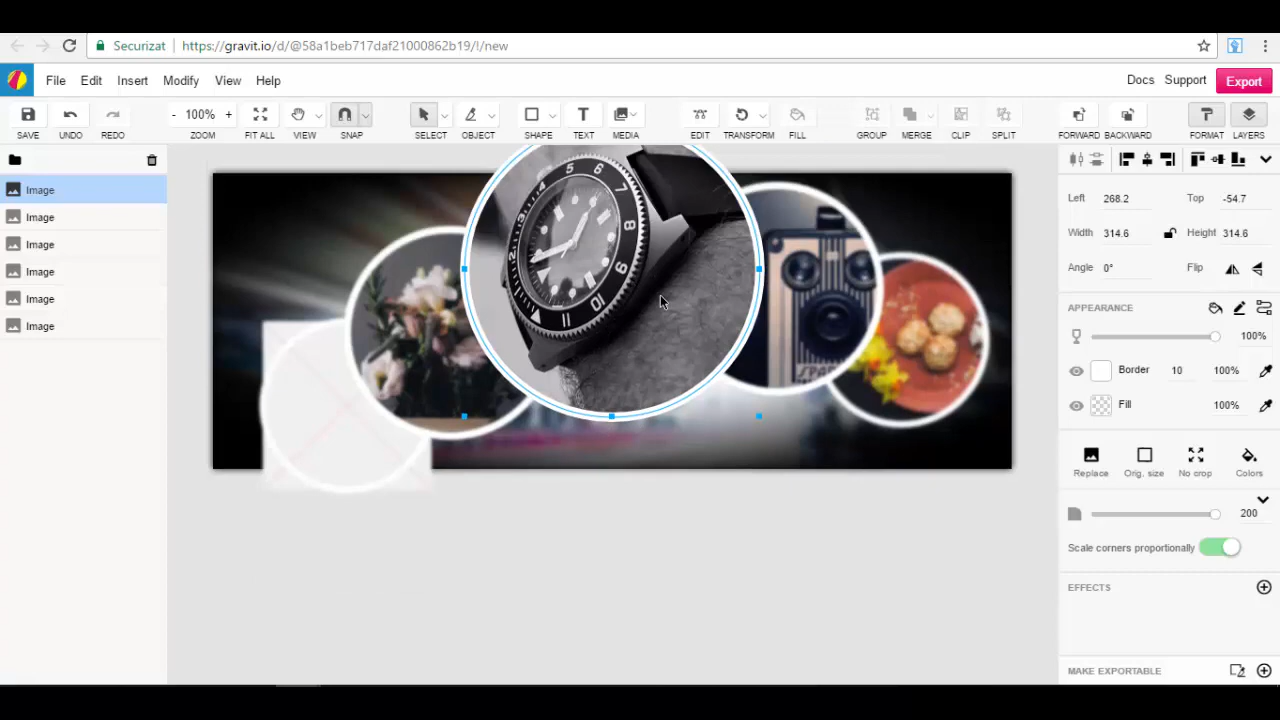 Securizat https://gravit.io/d/@58a1beb717daf21000862b19/!/new
File Edit Insert Modify View Help Docs Support Export
- 100% +
SAVE UNDO REDO ZOOM FIT ALL VIEW SNAP SELECT OBJECT SHAPE TEXT MEDIA EDIT TRANSFORM FILL GROUP MERGE CLIP SPLIT FORWARD BACKWARD FORMAT LAYERS
Image
Image
Image
Image
Image
Image
Left 268.2 Top -54.7
Width 233.6 Height 314.6
Angle 0° Flip
APPEARANCE
100%
Border 10 100%
Fill 100%
Replace Orig. size No crop Colors
200
Scale corners proportionally
EFFECTS
MAKE EXPORTABLE